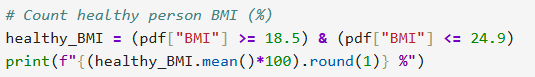 # Count healthy person BMI (%)
healthy_BMI = (pdf["BMI"] >= 18.5) & (pdf["BMI"] <= 24.9)
print(f"{(healthy_BMI.mean()*100).round(1)} %")